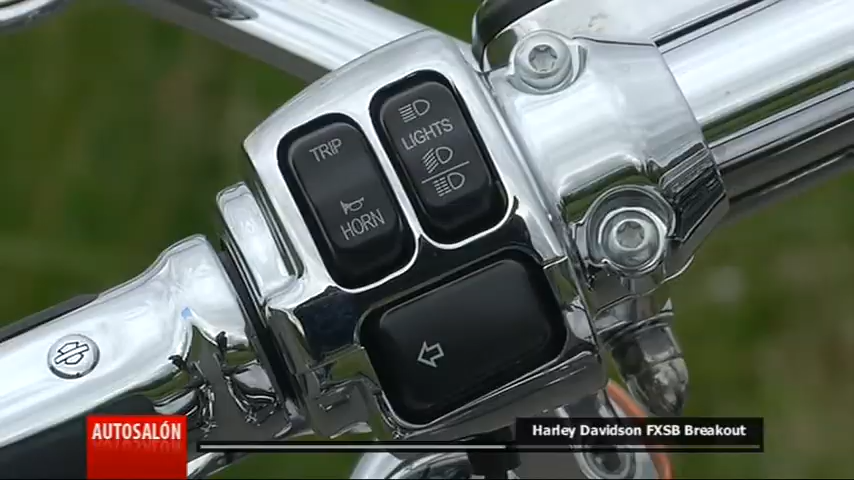 TRIP
HORN
LIGHTS
AUTOSALÓN
Harley Davidson FXSB Breakout